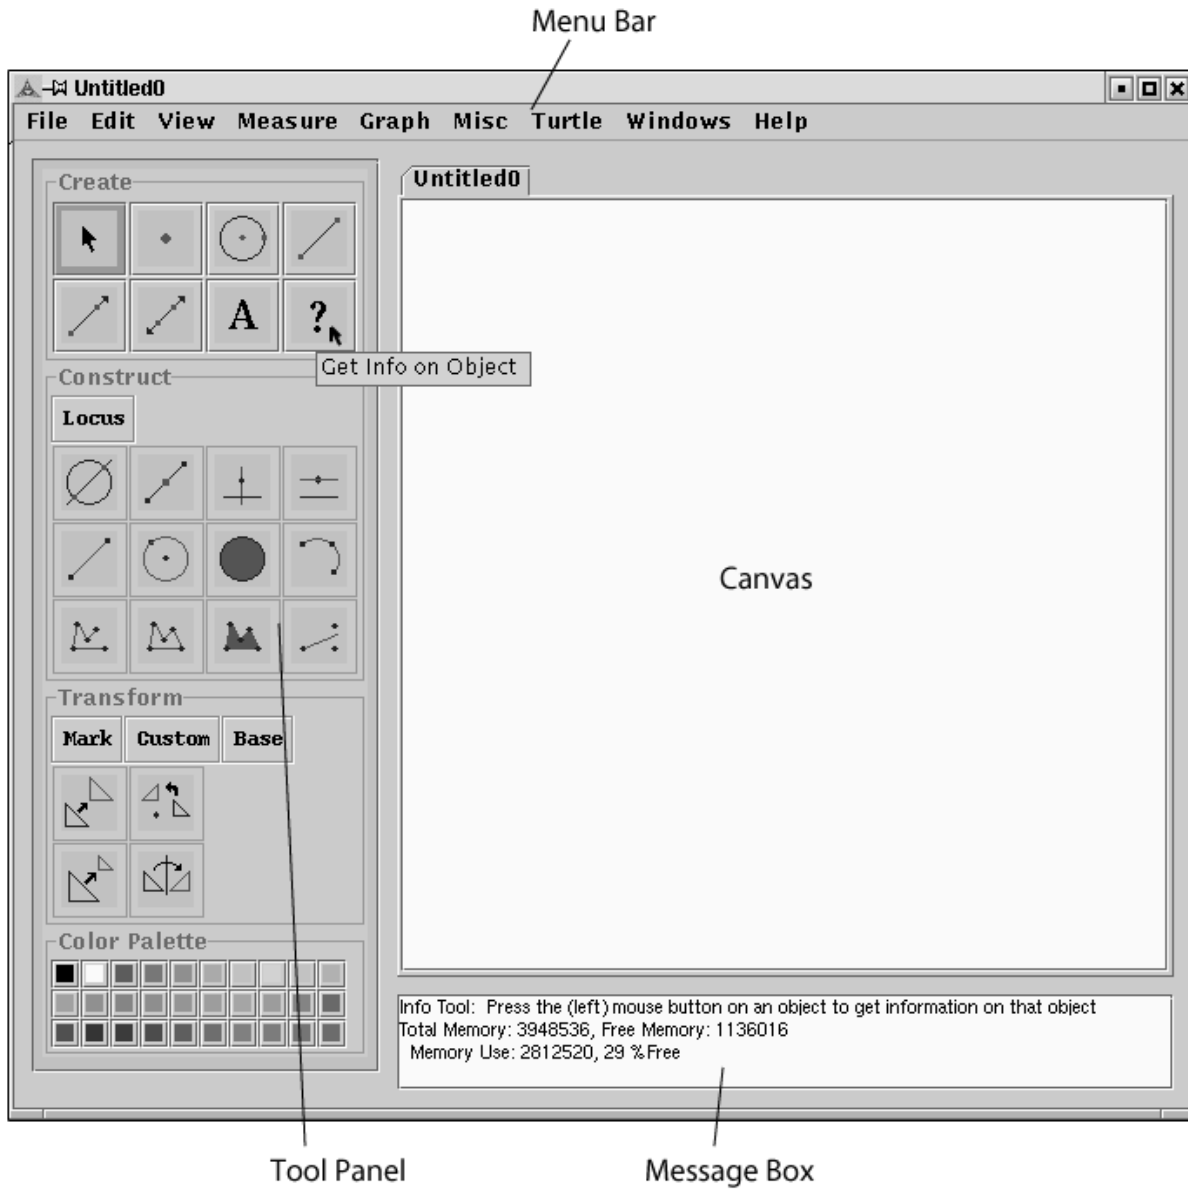 Menu Bar
Untitled0
File Edit View Measure Graph Misc Turtle Windows Help
Create
Untitled0
A ?
Get Info on Object
Construct
Locus
Canvas
Transform
Mark Custom Base
Color Palette
Info Tool: Press the (left) mouse button on an object to get information on that object
Total Memory: 3948536, Free Memory: 1136016
Memory Use: 2812520, 29 %Free
Tool Panel
Message Box